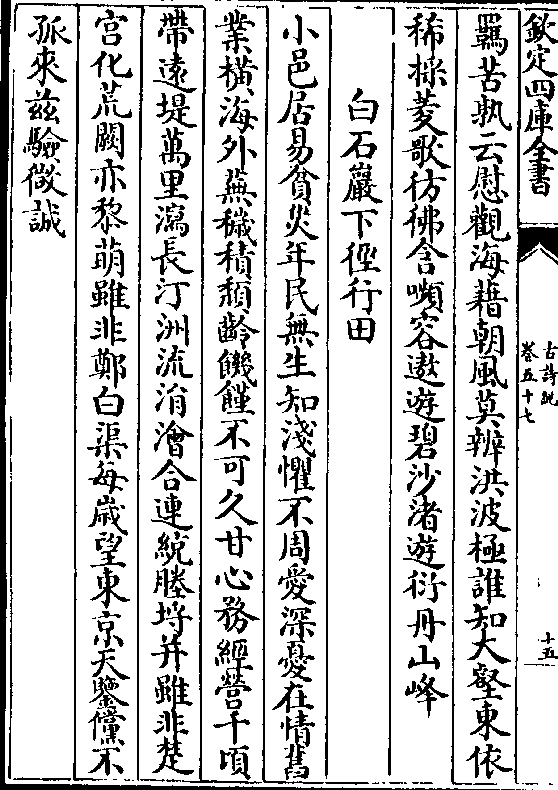 欽定四庫全書
古詩紀
卷五十七
十五
羈苦孰云慰觀海藉朝風莫辨洪波極誰知大壑東依
稀採菱歌彷彿含嚬容遨遊碧沙渚遊衍丹山峰
白石巖下徑行田
小邑居易貧災年民無生知淺懼不周愛深憂在情舊
業橫海外蕪穢積頹齡饑饉不可久甘心務經營千頃
帶遠堤萬里瀉長汀洲流涓澮合連統塍埒并雖非楚
宮化荒闕亦黎萌雖非鄭白渠每歲望東京天鑒儻不
孤來茲驗微誠